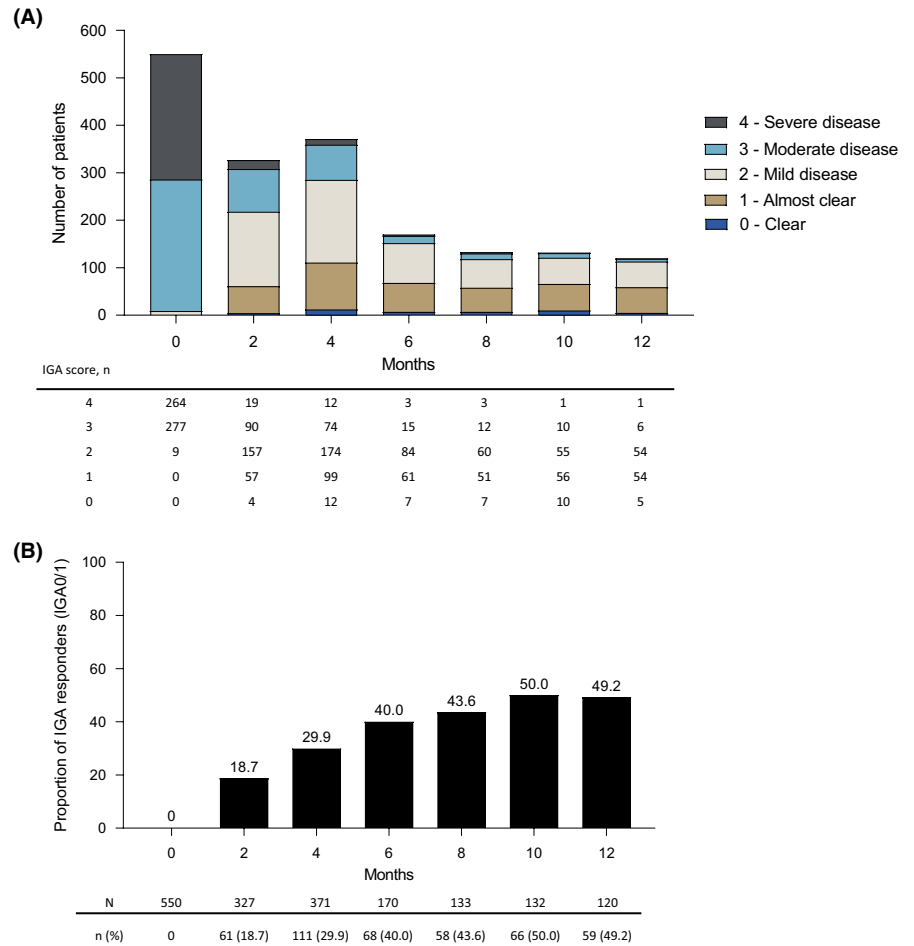 (A)
600
500
400
300
200
100
0
Number of patients
4 - Severe disease
3 - Moderate disease
2 - Mild disease
1 - Almost clear
0 - Clear
0 2 4 6 8 10 12
Months
IGA score, n
4 264 19 12 3 3 1 1
3 277 90 74 15 12 10 6
2 9 157 174 84 60 55 54
1 0 57 99 61 51 56 54
0 0 4 12 7 7 10 5
(B)
100
80
60
40
20
0
Proportion of IGA responders (IGA0/1)
0 18.7 29.9 40.0 43.6 50.0 49.2
0 2 4 6 8 10 12
Months
N 550 327 371 170 133 132 120
n (%) 0 61 (18.7) 111 (29.9) 68 (40.0) 58 (43.6) 66 (50.0) 59 (49.2)